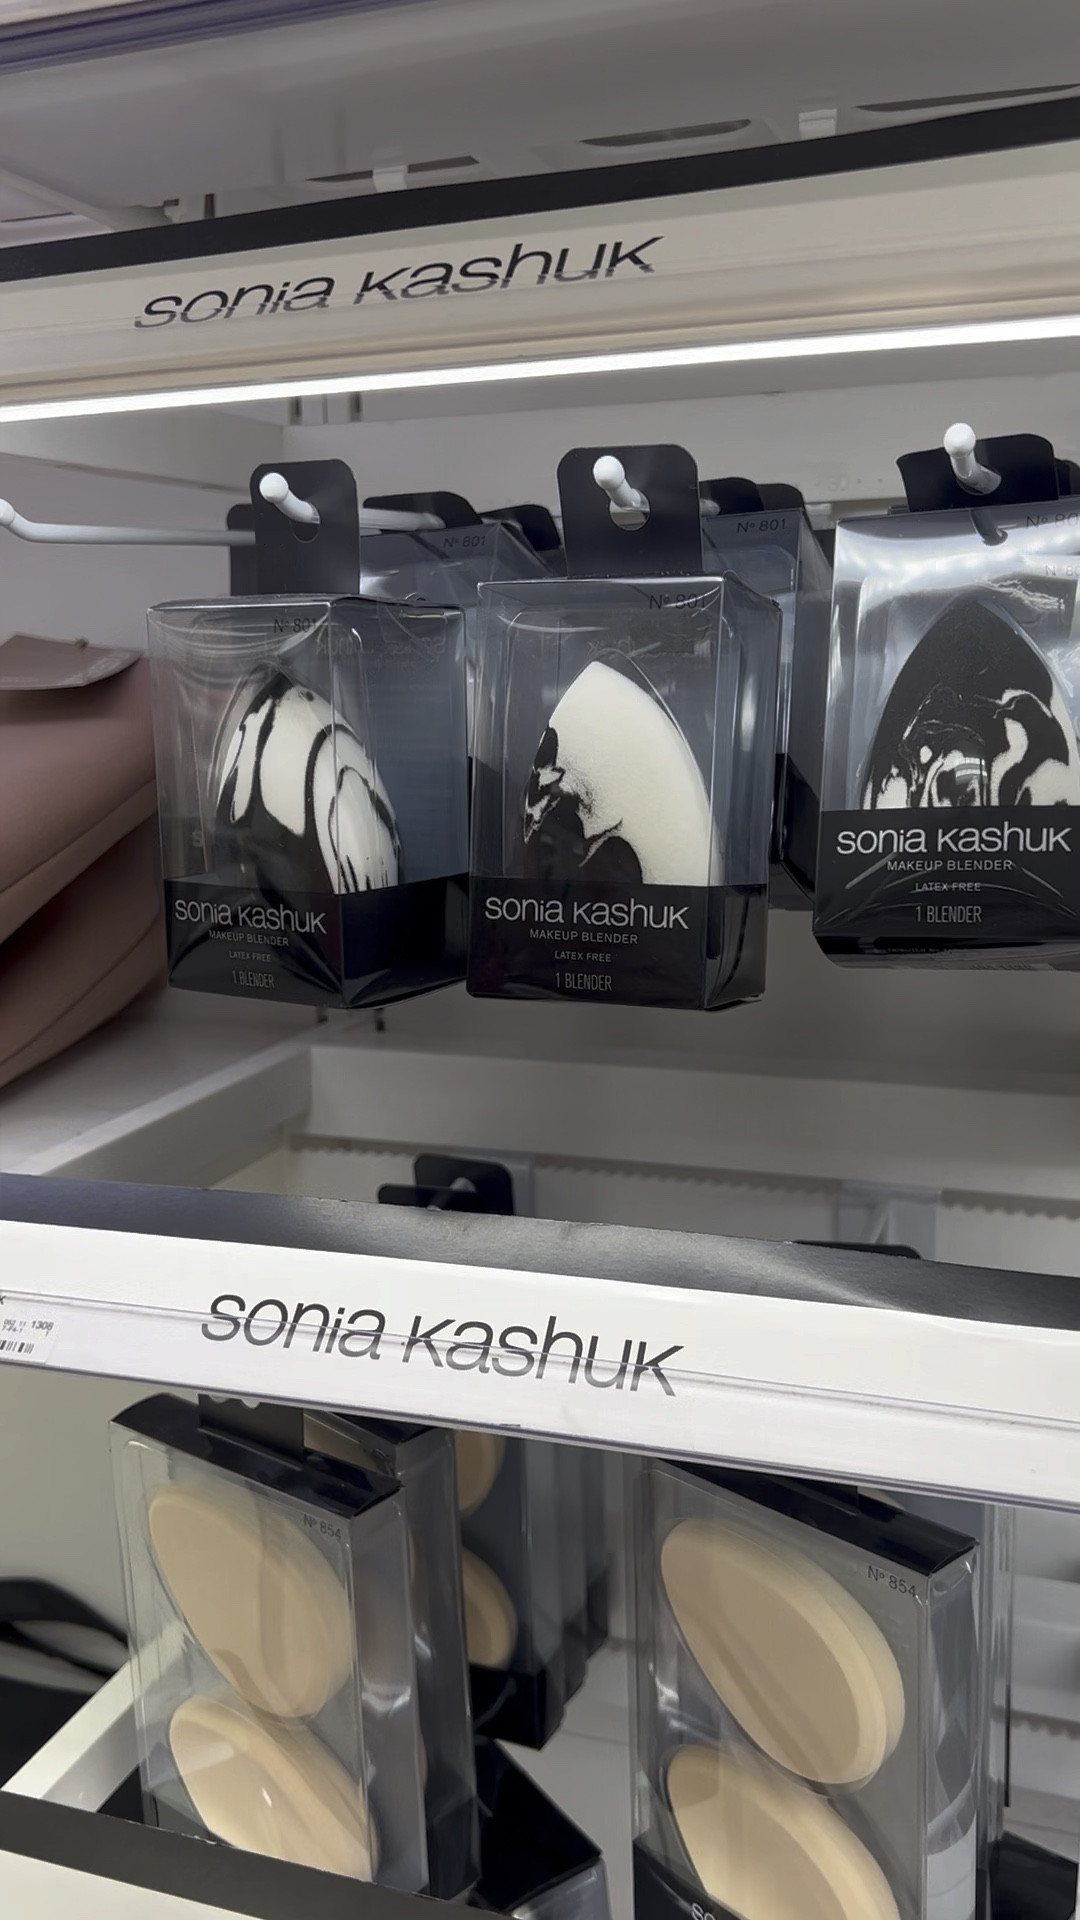 sonia kashuk
Nº 801
Nº 801
Nº 801
Nº 801
sonia kashuk
MAKEUP BLENDER
LATEX FREE
1 BLENDER
sonia kashuk
MAKEUP BLENDER
LATEX FREE
1 BLENDER
sonia kashuk
MAKEUP BLENDER
LATEX FREE
1 BLENDER
sonia kashuk
1308
Nº 854
Nº 854